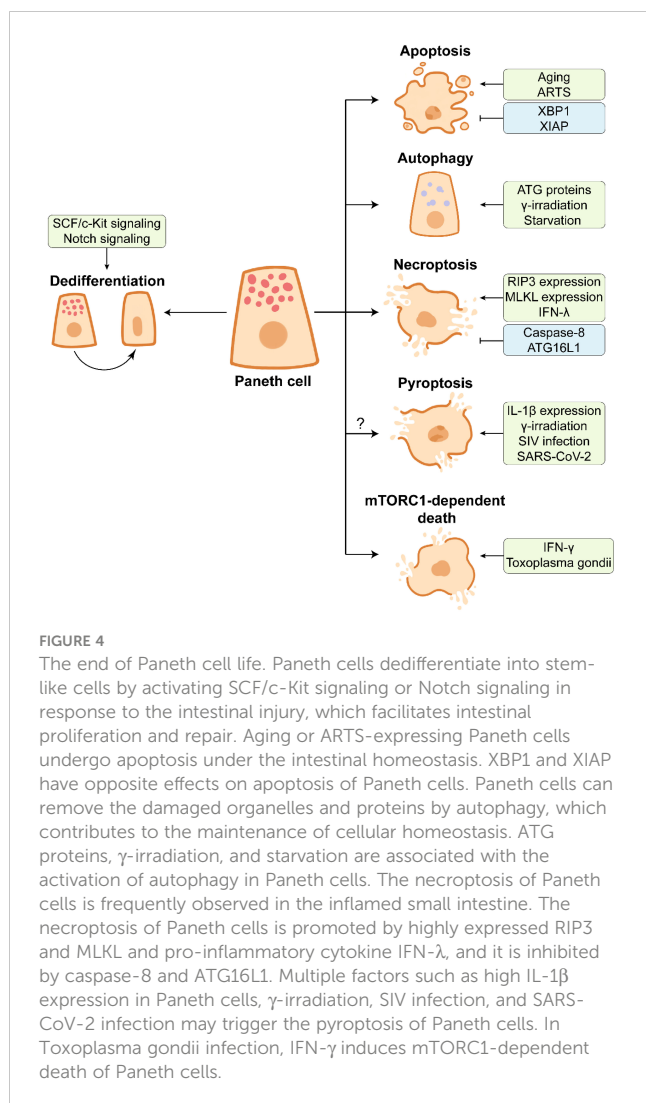 Apoptosis
Aging
ARTS
XBP1
XIAP
Autophagy
ATG proteins
γ-irradiation
Starvation
SCF/c-Kit signaling
Notch signaling
Dedifferentiation
Paneth cell
Necroptosis
RIP3 expression
MLKL expression
IFN-λ
Caspase-8
ATG16L1
Pyroptosis
?
IL-1β expression
γ-irradiation
SIV infection
SARS-CoV-2
mTORC1-dependent
death
IFN-γ
Toxoplasma gondii
FIGURE 4
The end of Paneth cell life. Paneth cells dedifferentiate into stem-
like cells by activating SCF/c-Kit signaling or Notch signaling in
response to the intestinal injury, which facilitates intestinal
proliferation and repair. Aging or ARTS-expressing Paneth cells
undergo apoptosis under the intestinal homeostasis. XBP1 and XIAP
have opposite effects on apoptosis of Paneth cells. Paneth cells can
remove the damaged organelles and proteins by autophagy, which
contributes to the maintenance of cellular homeostasis. ATG
proteins, γ-irradiation, and starvation are associated with the
activation of autophagy in Paneth cells. The necroptosis of Paneth
cells is frequently observed in the inflamed small intestine. The
necroptosis of Paneth cells is promoted by highly expressed RIP3
and MLKL and pro-inflammatory cytokine IFN-λ, and it is inhibited
by caspase-8 and ATG16L1. Multiple factors such as high IL-1β
expression in Paneth cells, γ-irradiation, SIV infection, and SARS-
CoV-2 infection may trigger the pyroptosis of Paneth cells. In
Toxoplasma gondii infection, IFN-γ induces mTORC1-dependent
death of Paneth cells.